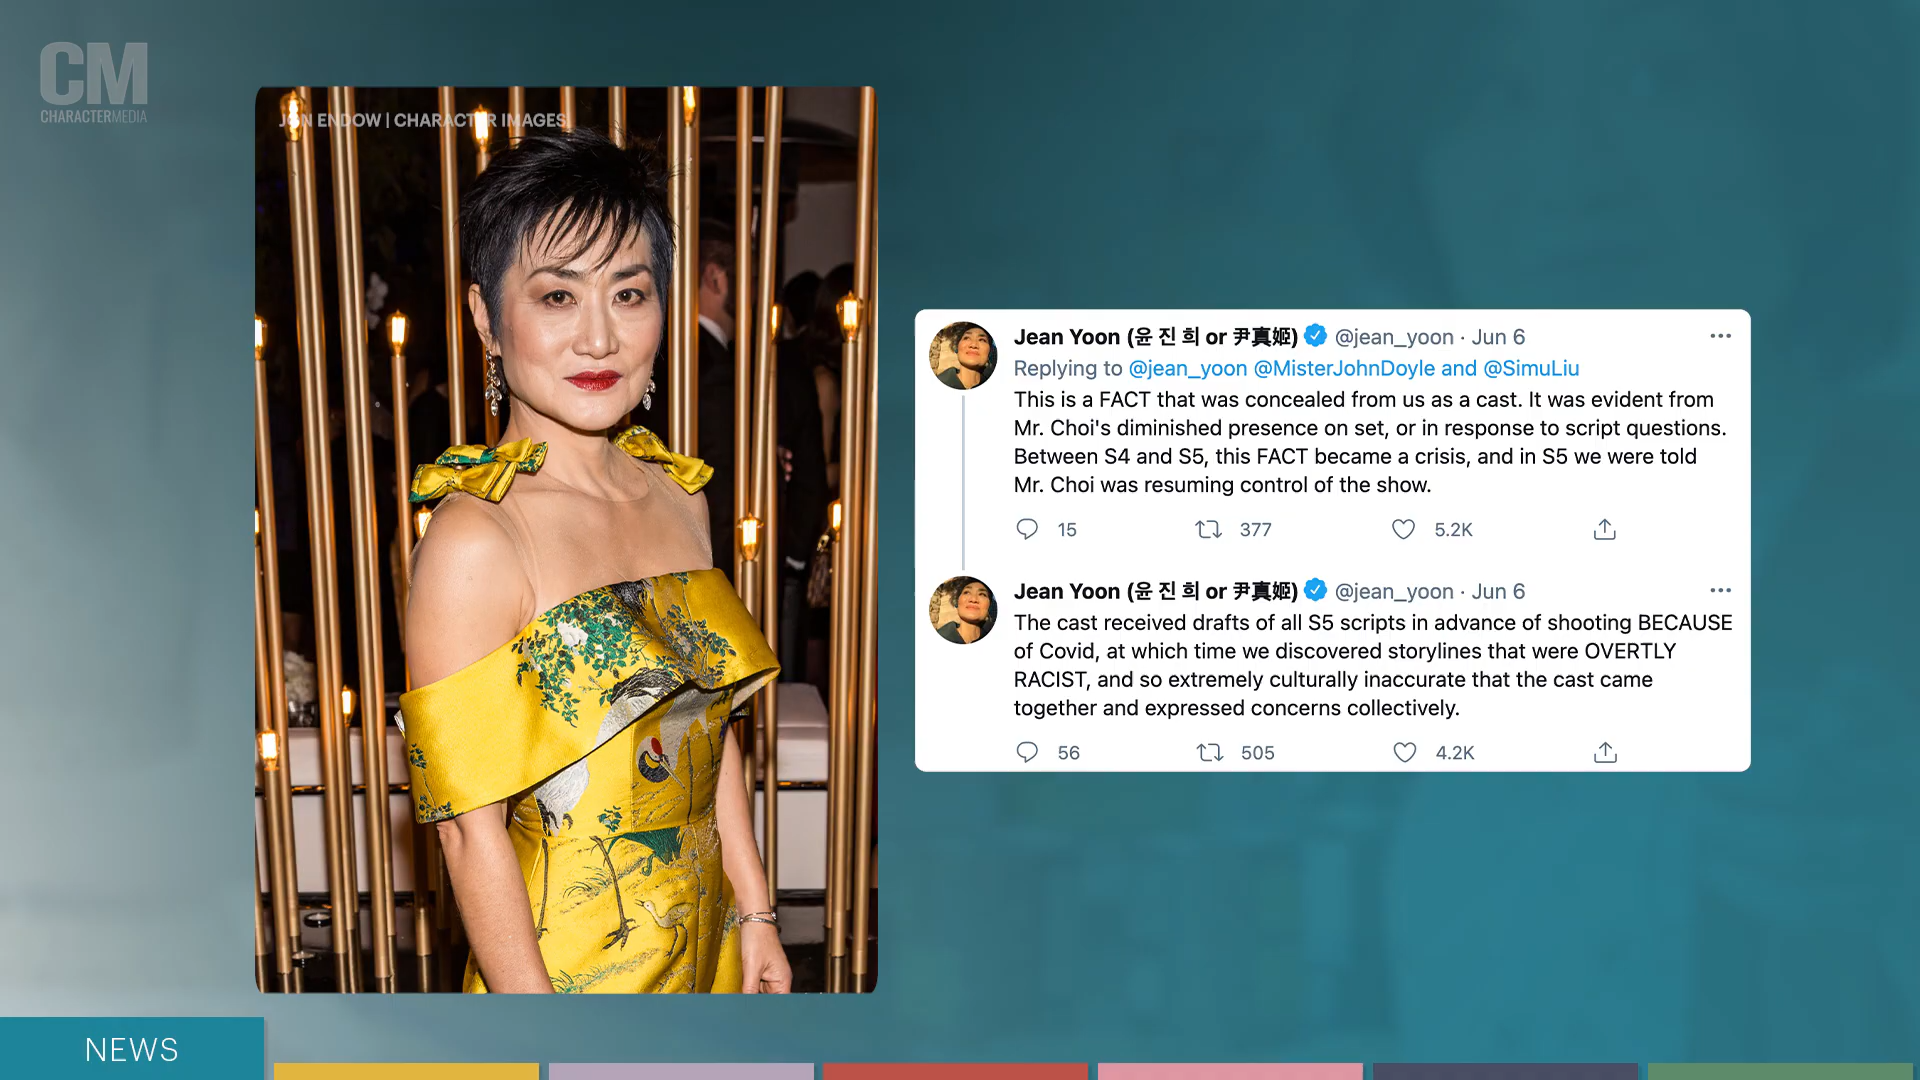 CM
CHARACTERMEDIA
JON ENDOW | CHARACTER IMAGES
Jean Yoon (윤 진 희 or 尹真姬) @jean_yoon · Jun 6
Replying to @jean_yoon @MisterJohnDoyle and @SimuLiu
This is a FACT that was concealed from us as a cast. It was evident from
Mr. Choi's diminished presence on set, or in response to script questions.
Between S4 and S5, this FACT became a crisis, and in S5 we were told
Mr. Choi was resuming control of the show.
15 377 5.2K
Jean Yoon (윤 진 희 or 尹真姬) @jean_yoon · Jun 6
The cast received drafts of all S5 scripts in advance of shooting BECAUSE
of Covid, at which time we discovered storylines that were OVERTLY
RACIST, and so extremely culturally inaccurate that the cast came
together and expressed concerns collectively.
56 505 4.2K
NEWS